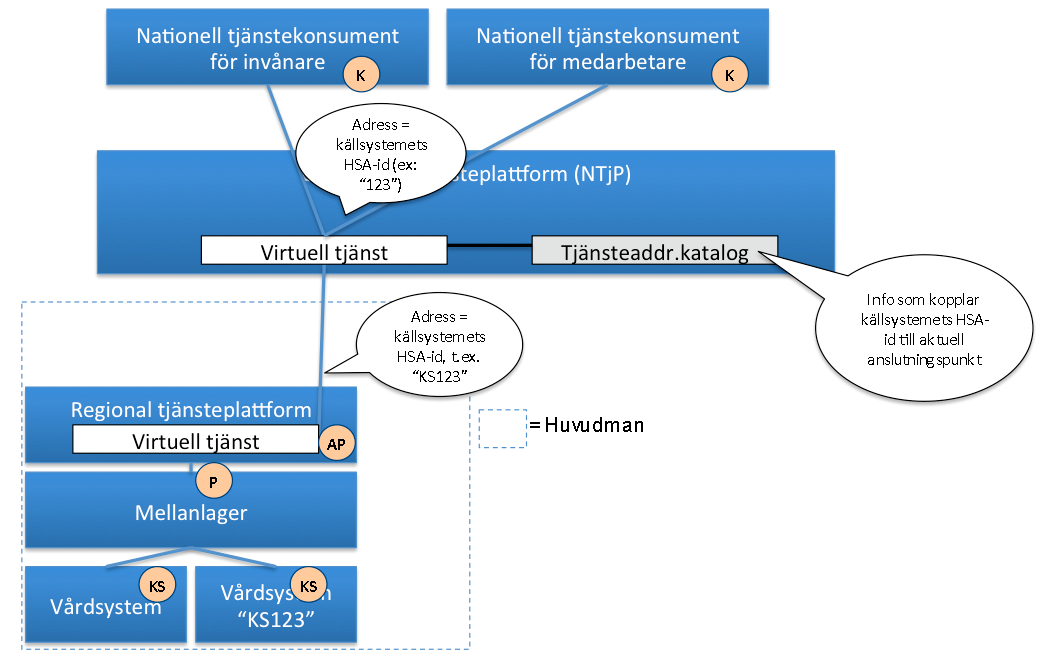 Nationell tjänstekonsument
för invånare
K
Nationell tjänstekonsument
för medarbetare
K
Adress =
källsystemets
HSA-id (ex:
“123”)
steplattform (NTjP)
Virtuell tjänst
Tjänsteaddr.katalog
Info som kopplar
källsystemets HSA-
id till aktuell
anslutningspunkt
Adress =
källsystemets
HSA-id, t.ex.
“KS123”
Regional tjänsteplattform
Virtuell tjänst
AP
= Huvudman
P
Mellanlager
KS
Vårdsystem
KS
Vårdsystem
“KS123”